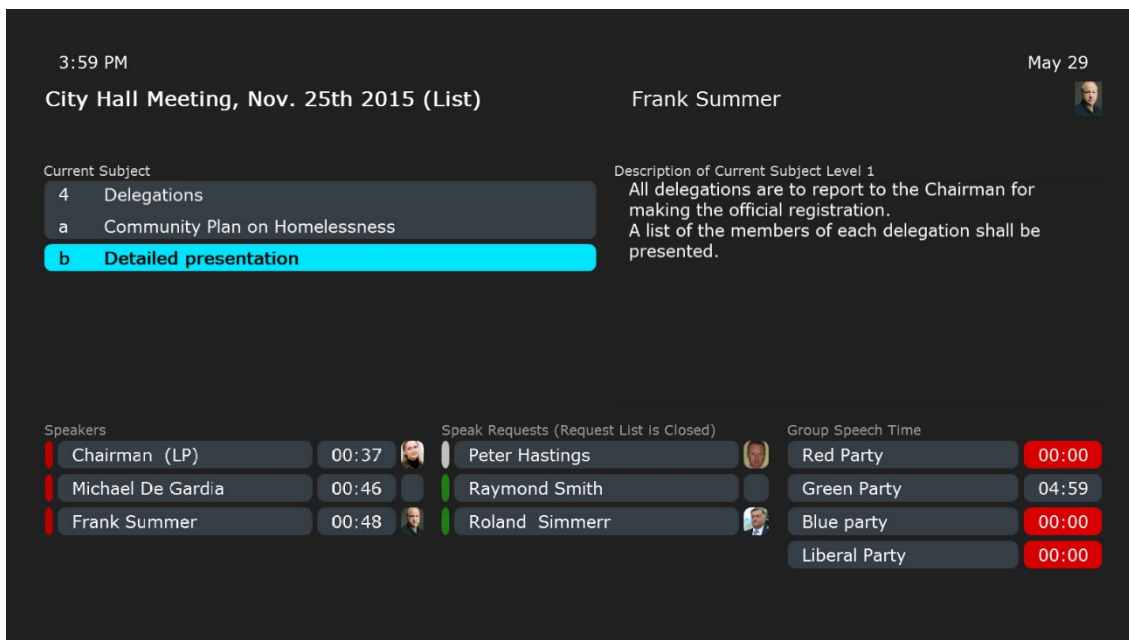 3:59 PM
May 29
City Hall Meeting, Nov. 25th 2015 (List)
Frank Summer
Current Subject
4 Delegations
a Community Plan on Homelessness
b Detailed presentation
Description of Current Subject Level 1
All delegations are to report to the Chairman for
making the official registration.
A list of the members of each delegation shall be
presented.
Speakers
Chairman (LP) 00:37
Michael De Gardia 00:46
Frank Summer 00:48
Speak Requests (Request List is Closed)
Peter Hastings
Raymond Smith
Roland Simmerr
Group Speech Time
Red Party 00:00
Green Party 04:59
Blue party 00:00
Liberal Party 00:00